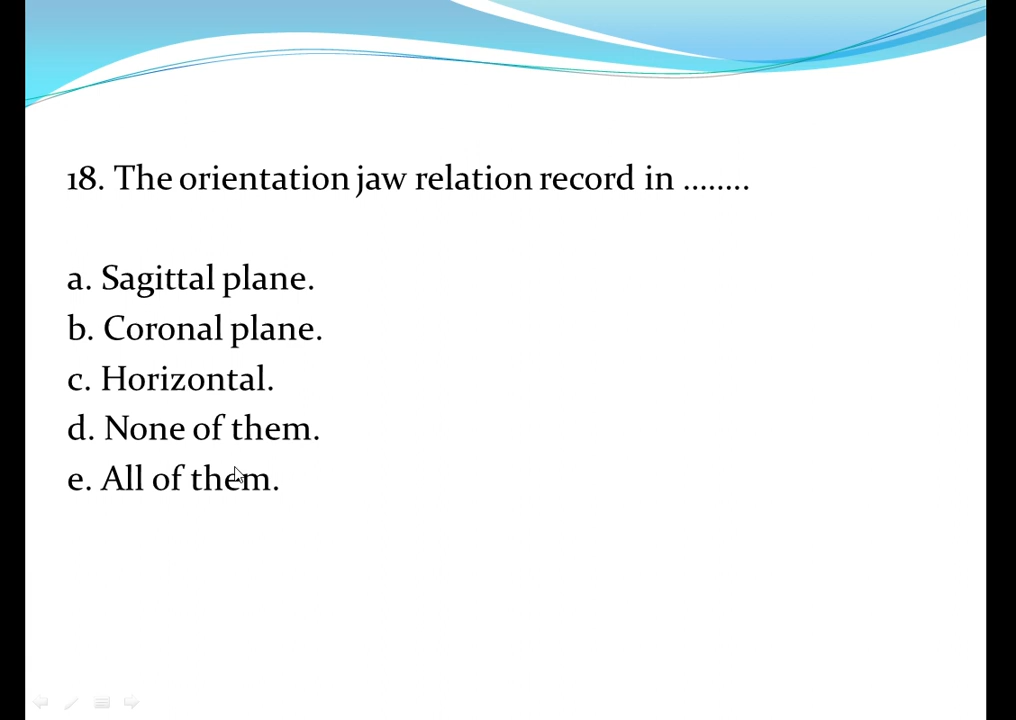 18. The orientation jaw relation record in ........
a. Sagittal plane.
b. Coronal plane.
c. Horizontal.
d. None of them.
e. All of them.